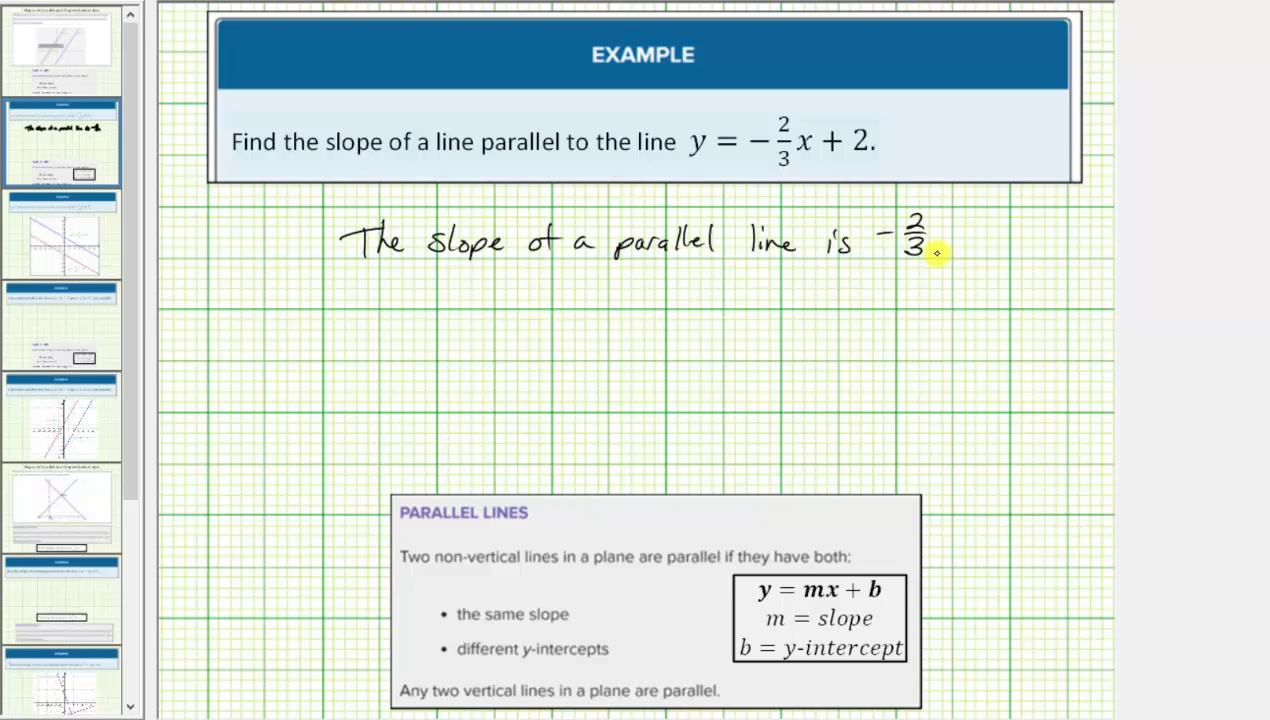 EXAMPLE
Find the slope of a line parallel to the line y = −2/3 x + 2.
The slope of a parallel line is −2/3.
PARALLEL LINES
Two non-vertical lines in a plane are parallel if they have both:
• the same slope
• different y-intercepts
Any two vertical lines in a plane are parallel.
y = mx + b
m = slope
b = y-intercept